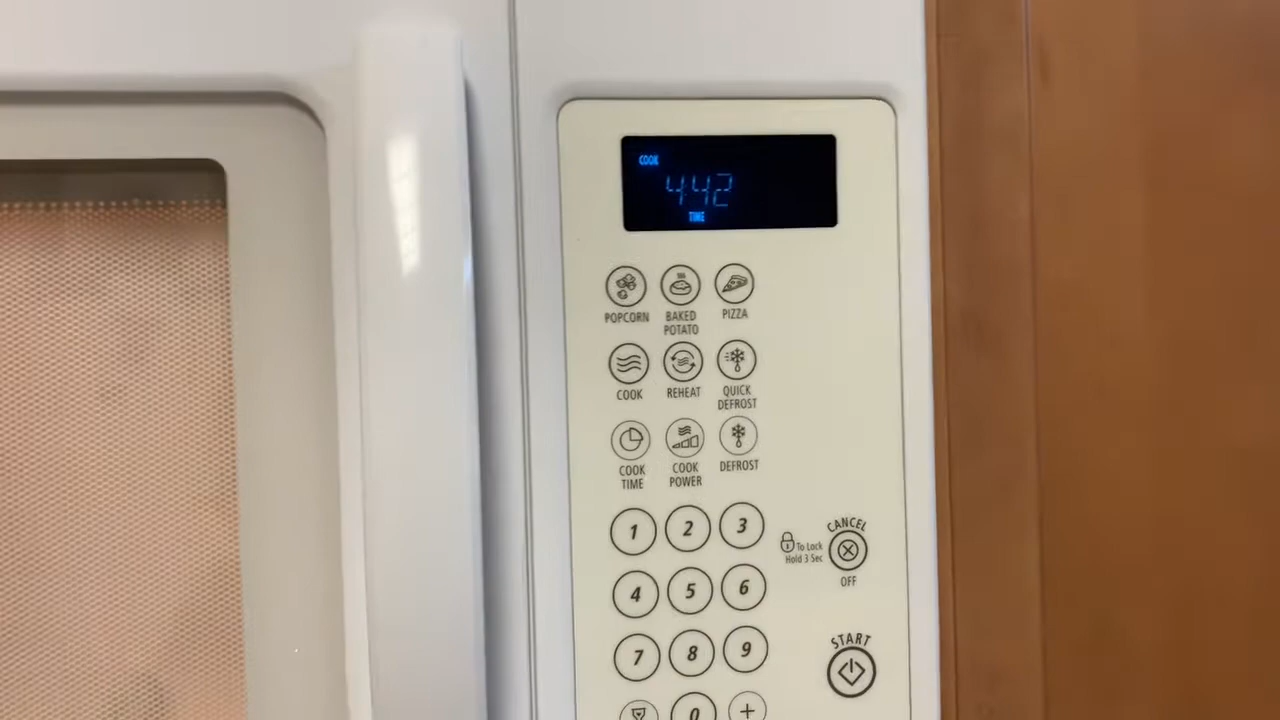 COOK
442
TIME
POPCORN BAKED POTATO PIZZA
COOK REHEAT QUICK DEFROST
COOK TIME COOK POWER DEFROST
1 2 3
To Lock
Hold 3 Sec
CANCEL
OFF
4 5 6
7 8 9
START
0 +